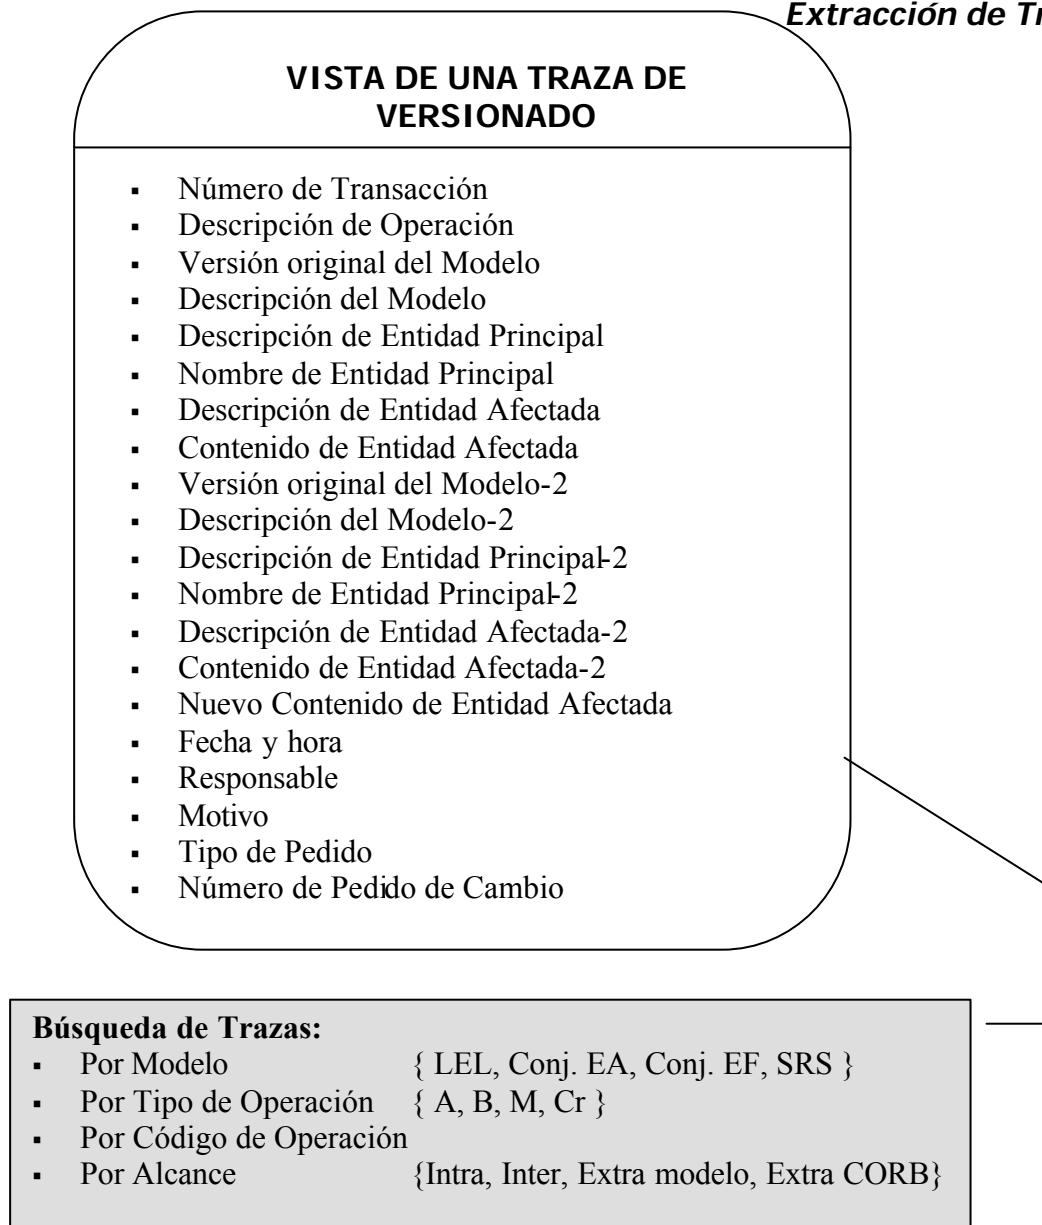 Extracción de Tr
VISTA DE UNA TRAZA DE
VERSIONADO
▪ Número de Transacción
▪ Descripción de Operación
▪ Versión original del Modelo
▪ Descripción del Modelo
▪ Descripción de Entidad Principal
▪ Nombre de Entidad Principal
▪ Descripción de Entidad Afectada
▪ Contenido de Entidad Afectada
▪ Versión original del Modelo-2
▪ Descripción del Modelo-2
▪ Descripción de Entidad Principal-2
▪ Nombre de Entidad Principal-2
▪ Descripción de Entidad Afectada-2
▪ Contenido de Entidad Afectada-2
▪ Nuevo Contenido de Entidad Afectada
▪ Fecha y hora
▪ Responsable
▪ Motivo
▪ Tipo de Pedido
▪ Número de Pedido de Cambio
Búsqueda de Trazas:
▪ Por Modelo { LEL, Conj. EA, Conj. EF, SRS }
▪ Por Tipo de Operación { A, B, M, Cr }
▪ Por Código de Operación
▪ Por Alcance {Intra, Inter, Extra modelo, Extra CORB}